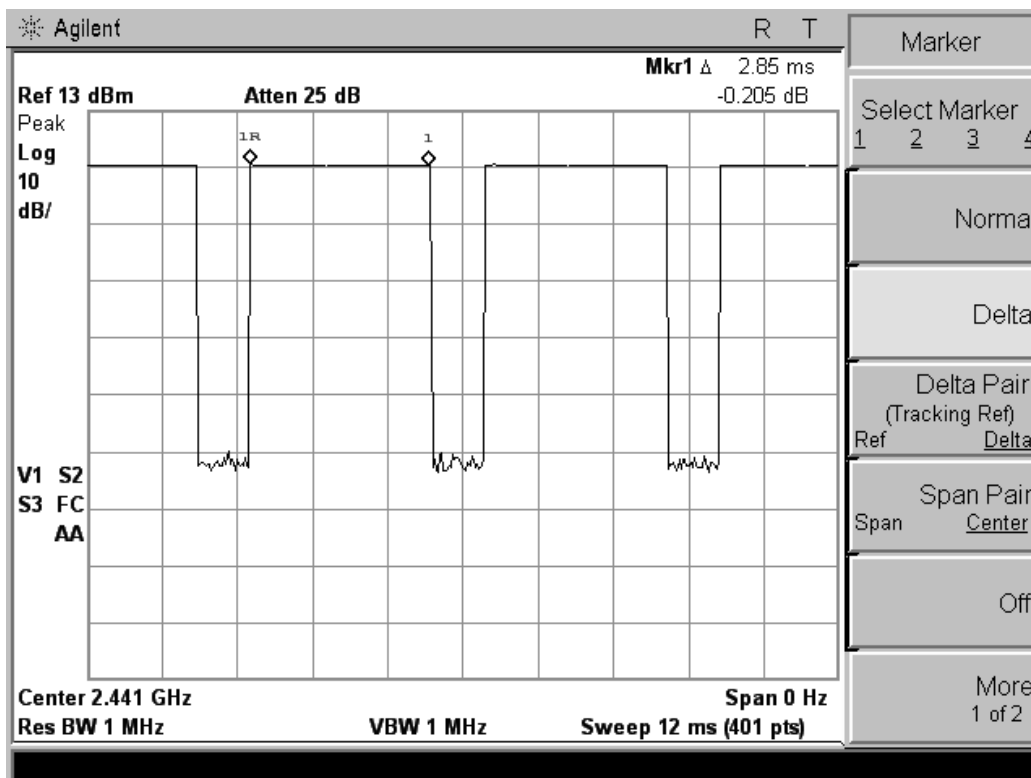 Agilent R T
Mkr1 Δ 2.85 ms
Ref 13 dBm Atten 25 dB -0.205 dB
Peak
Log
10
dB/
1R 1
V1 S2
S3 FC
AA
Center 2.441 GHz Span 0 Hz
Res BW 1 MHz VBW 1 MHz Sweep 12 ms (401 pts)
Marker
Select Marker
1 2 3 4
Norma
Delta
Delta Pair
(Tracking Ref)
Ref Delta
Span Pair
Span Center
Off
More
1 of 2